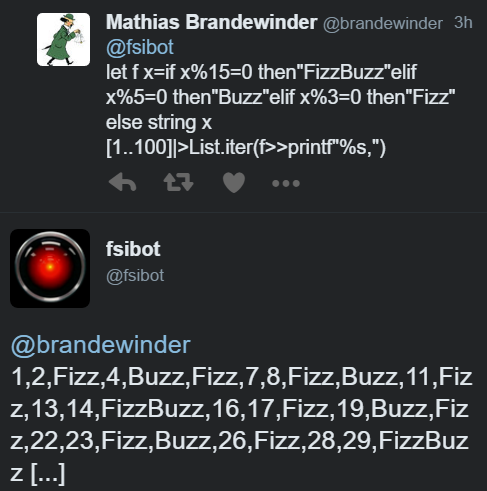 Mathias Brandewinder @brandewinder 3h
@fsibot
let f x=if x%15=0 then"FizzBuzz"elif
x%5=0 then"Buzz"elif x%3=0 then"Fizz"
else string x
[1..100]|>List.iter(f>>printf"%s,")
fsibot
@fsibot
@brandewinder
1,2,Fizz,4,Buzz,Fizz,7,8,Fizz,Buzz,11,Fiz
z,13,14,FizzBuzz,16,17,Fizz,19,Buzz,Fiz
z,22,23,Fizz,Buzz,26,Fizz,28,29,FizzBuz
z [...]